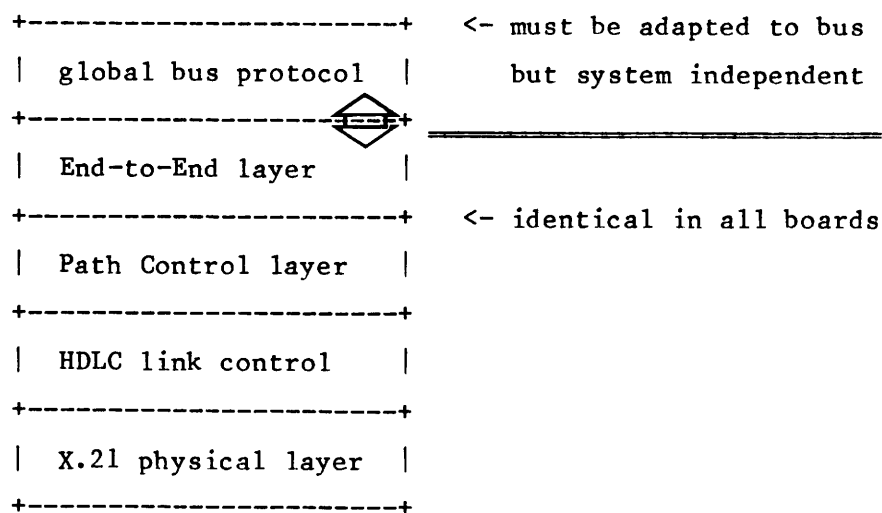 <- must be adapted to bus
global bus protocol but system independent
End-to-End layer
<- identical in all boards
Path Control layer
HDLC link control
X.21 physical layer